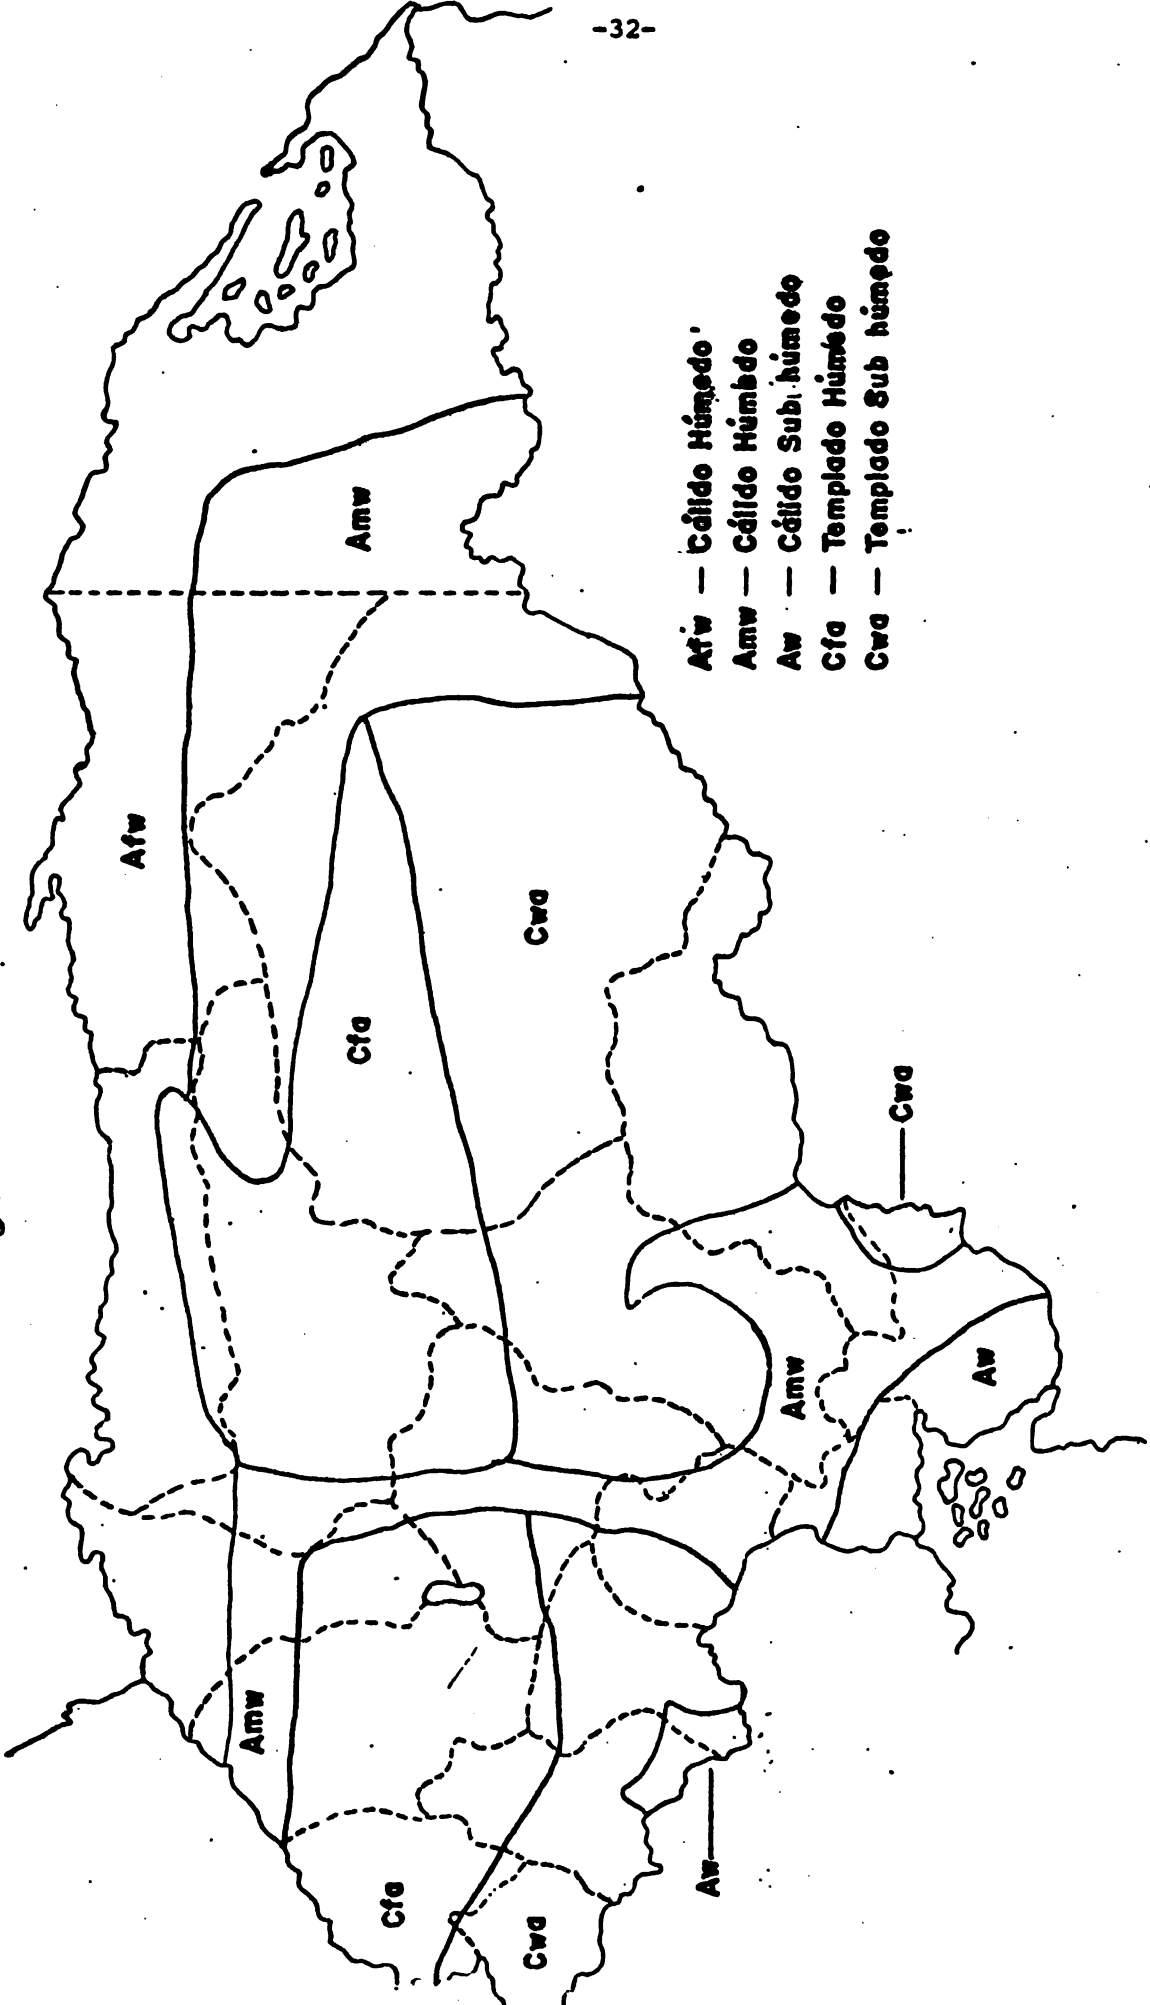 -32-
Afw
Amw
Cfa
Cwa
Amw
Cfa
Cwa
Amw
Aw
Cwa
Aw
Afw — Cálido Húmedo
Amw — Cálido Húmedo
Aw — Cálido Sub húmedo
Cfa — Templado Húmedo
Cwa — Templado Sub húmedo